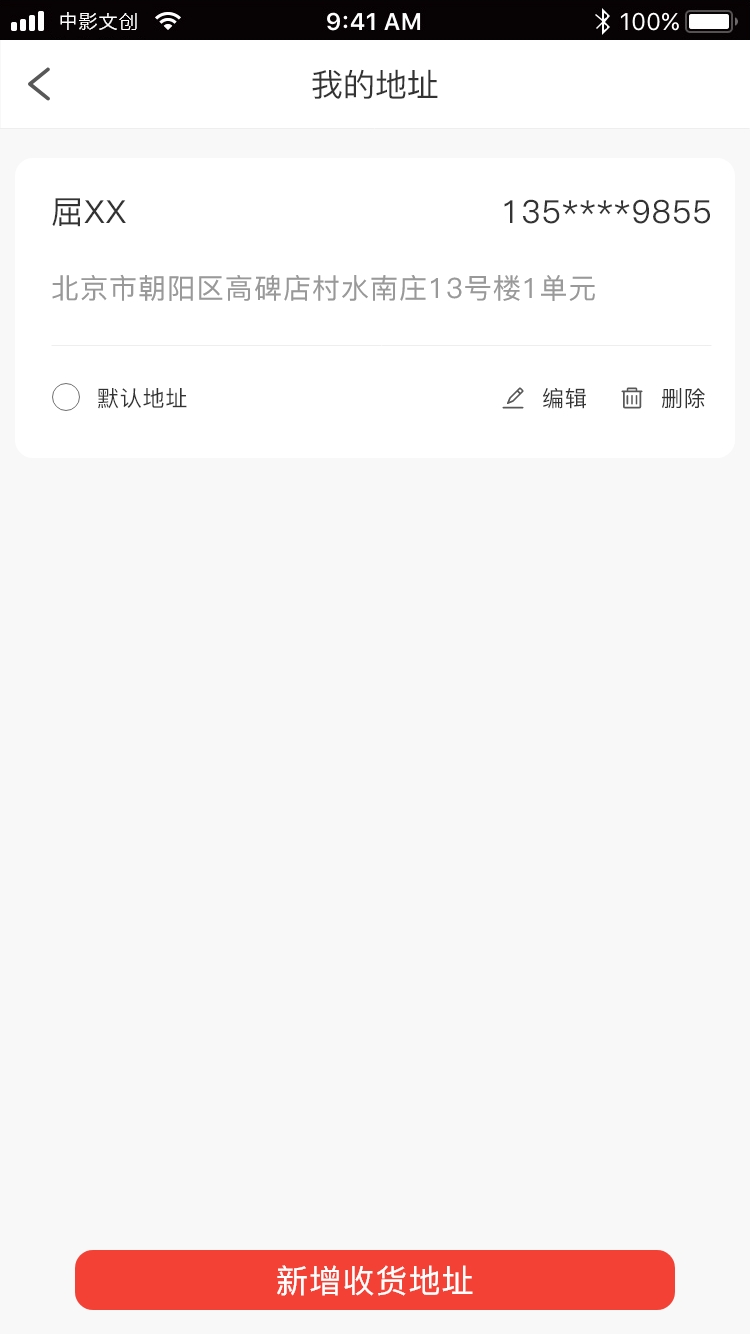 中影文创 9:41 AM 100%
我的地址
屈XX 135****9855
北京市朝阳区高碑店村水南庄13号楼1单元
默认地址 编辑 删除
新增收货地址